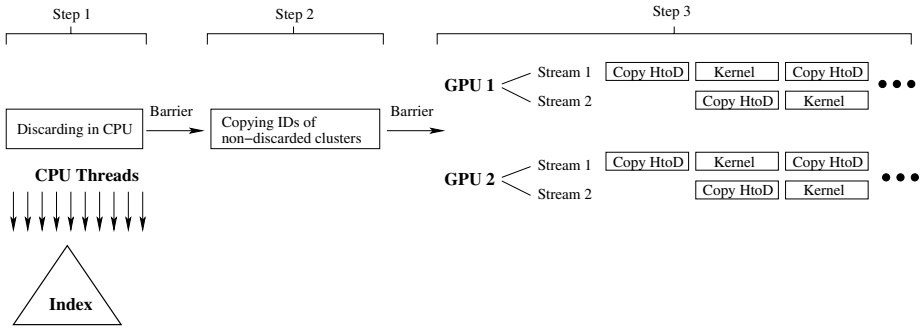 Step 1
Step 2
Step 3
Discarding in CPU
Barrier
Copying IDs of
non−discarded clusters
Barrier
GPU 1
Stream 1
Copy HtoD
Kernel
Copy HtoD
Stream 2
Copy HtoD
Kernel
GPU 2
Stream 1
Copy HtoD
Kernel
Copy HtoD
Stream 2
Copy HtoD
Kernel
CPU Threads
Index